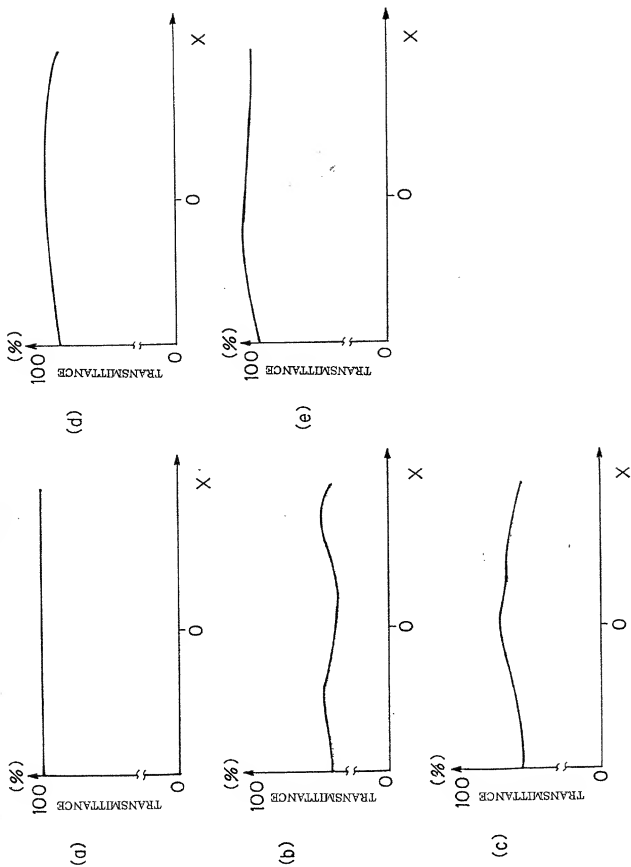 (a)
(%)
100
TRANSMITTANCE
0
0
X
(b)
(%)
100
TRANSMITTANCE
0
0
X
(c)
(%)
100
TRANSMITTANCE
0
0
X
(d)
(%)
100
TRANSMITTANCE
0
0
X
(e)
(%)
100
TRANSMITTANCE
0
0
X